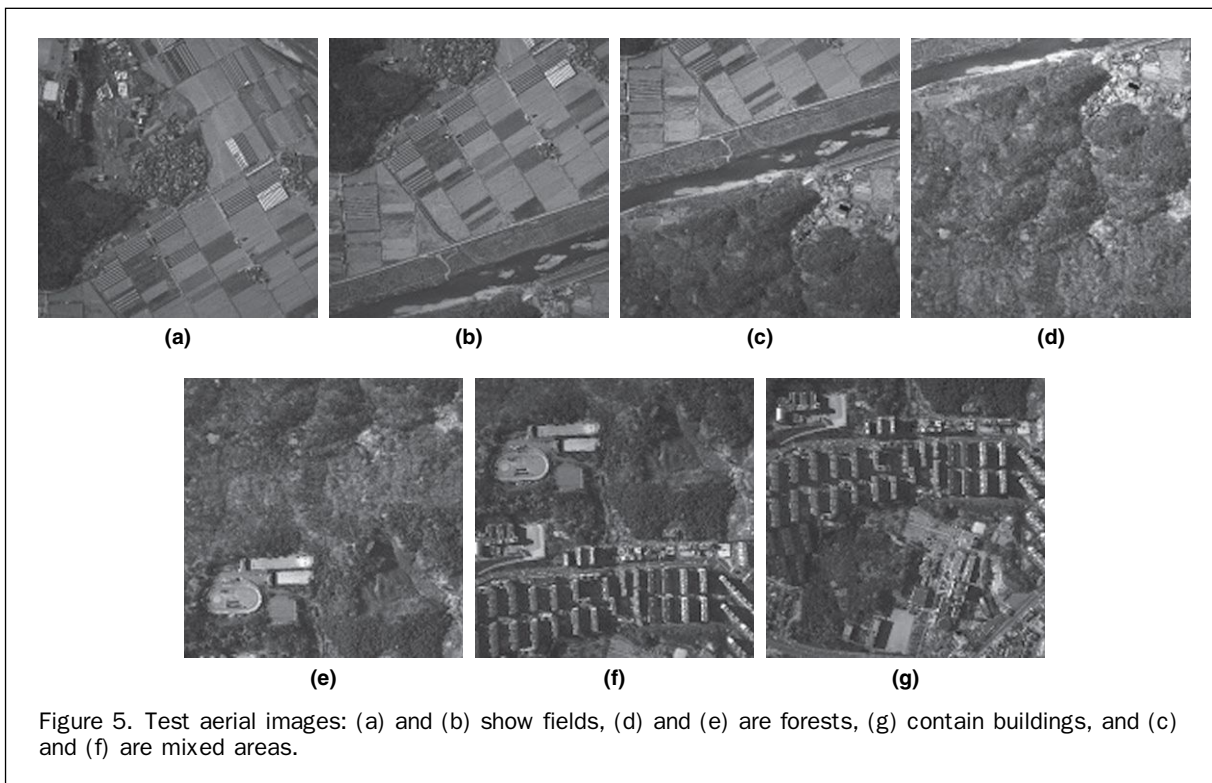 (a)
(b)
(c)
(d)
(e)
(f)
(g)
Figure 5. Test aerial images: (a) and (b) show fields, (d) and (e) are forests, (g) contain buildings, and (c)
and (f) are mixed areas.